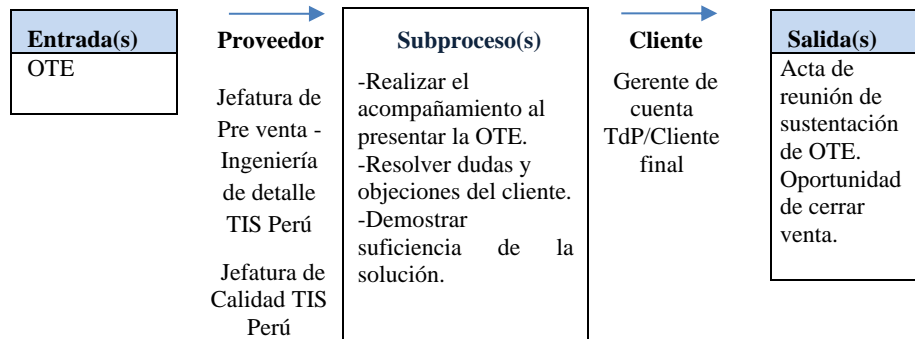 Entrada(s)
OTE
Proveedor
Jefatura de
Pre venta -
Ingeniería
de detalle
TIS Perú
Jefatura de
Calidad TIS
Perú
Subproceso(s)
-Realizar el
acompañamiento al
presentar la OTE.
-Resolver dudas y
objeciones del cliente.
-Demostrar
suficiencia de la
solución.
Cliente
Gerente de
cuenta
TdP/Cliente
final
Salida(s)
Acta de
reunión de
sustentación
de OTE.
Oportunidad
de cerrar
venta.